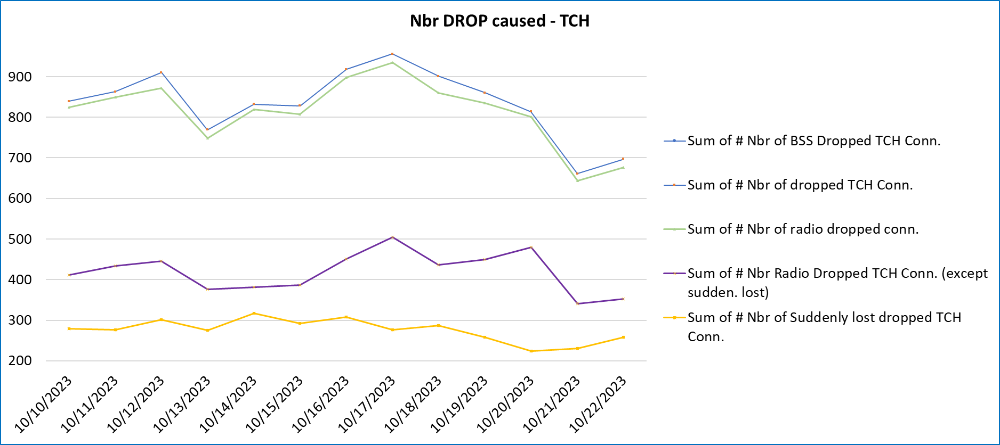 Nbr DROP caused - TCH
900
800
700
600
500
400
300
200
10/10/2023
10/11/2023
10/12/2023
10/13/2023
10/14/2023
10/15/2023
10/16/2023
10/17/2023
10/18/2023
10/19/2023
10/20/2023
10/21/2023
10/22/2023
Sum of # Nbr of BSS Dropped TCH Conn.
Sum of # Nbr of dropped TCH Conn.
Sum of # Nbr of radio dropped conn.
Sum of # Nbr Radio Dropped TCH Conn. (except
sudden. lost)
Sum of # Nbr of Suddenly lost dropped TCH
Conn.